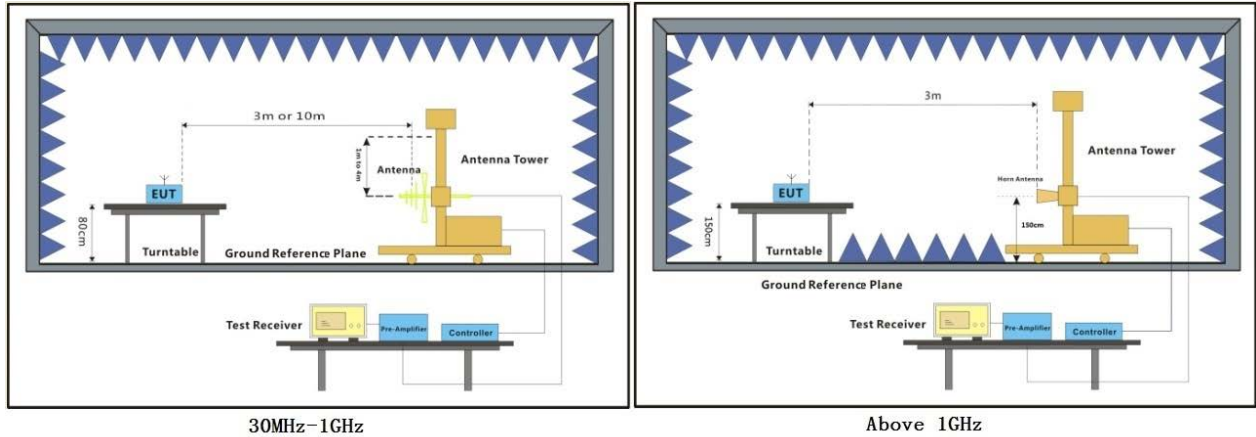 3m or 10m
1m to 4m
Antenna
Antenna Tower
EUT
80cm
Turntable
Ground Reference Plane
Test Receiver
Pre-Amplifier
Controller
30MHz-1GHz
3m
Antenna Tower
Horn Antenna
EUT
150cm
150cm
Turntable
Ground Reference Plane
Test Receiver
Pre-Amplifier
Controller
Above 1GHz